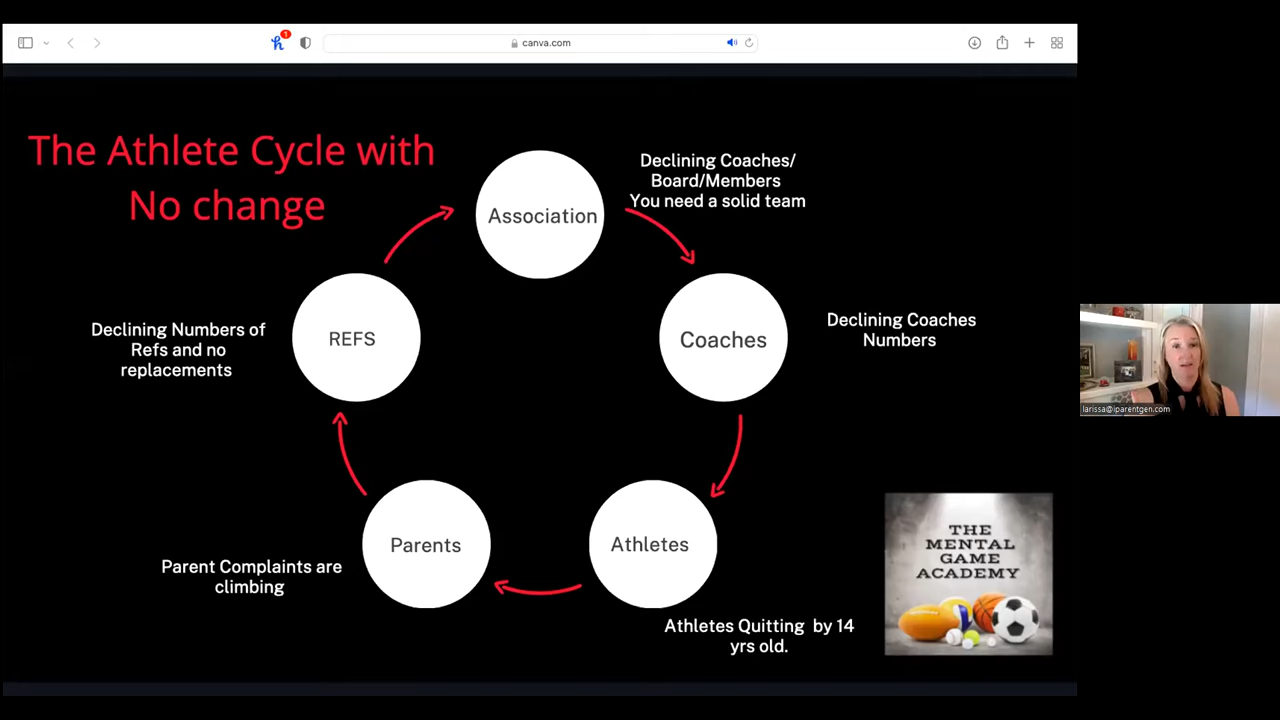 1
canva.com
The Athlete Cycle with
No change
Association
Declining Coaches/
Board/Members
You need a solid team
Coaches
Declining Coaches
Numbers
Athletes
Athletes Quitting by 14
yrs old.
Parents
Parent Complaints are
climbing
REFS
Declining Numbers of
Refs and no
replacements
THE
MENTAL
GAME
ACADEMY
larissa@iparentgen.com